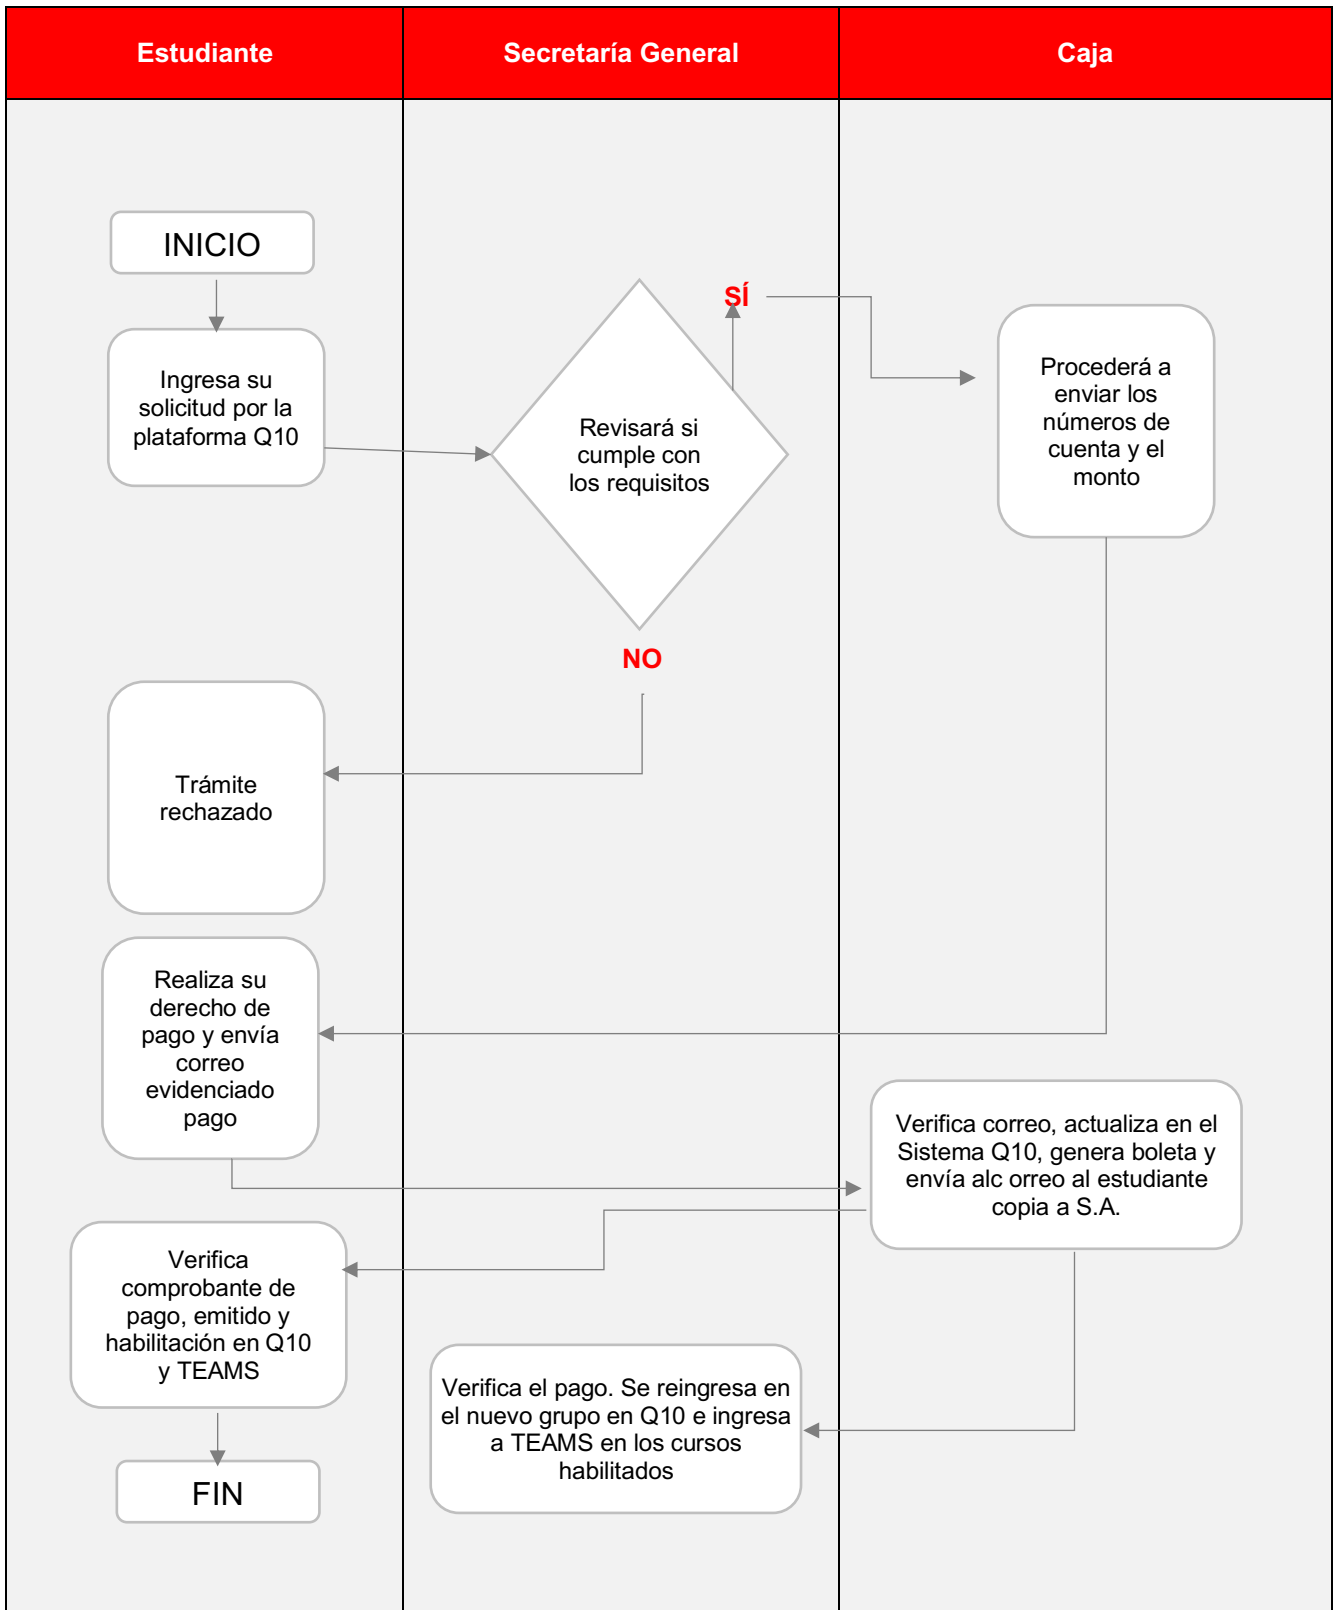 Estudiante
Secretaría General
Caja
INICIO
Ingresa su
solicitud por la
plataforma Q10
Revisará si
cumple con
los requisitos
SÍ
NO
Procederá a
enviar los
números de
cuenta y el
monto
Trámite
rechazado
Realiza su
derecho de
pago y envía
correo
evidenciado
pago
Verifica correo, actualiza en el
Sistema Q10, genera boleta y
envía alc orreo al estudiante
copia a S.A.
Verifica
comprobante de
pago, emitido y
habilitación en Q10
y TEAMS
Verifica el pago. Se reingresa en
el nuevo grupo en Q10 e ingresa
a TEAMS en los cursos
habilitados
FIN